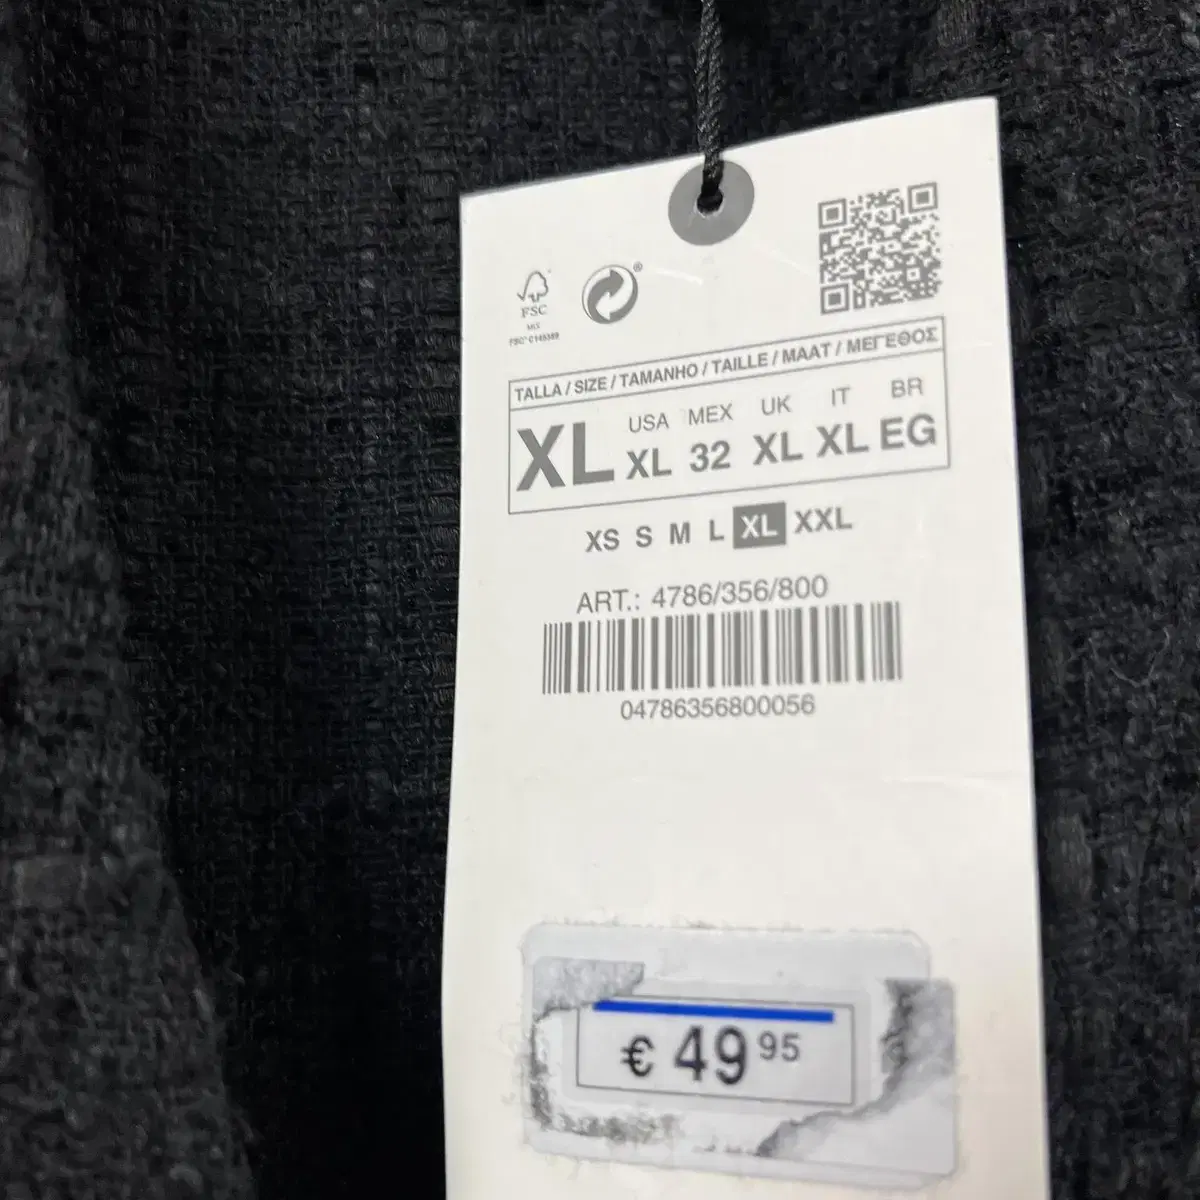 FSC
MIX
®
TALLA / SIZE / TAMANHO / TAILLE / MAAT / ΜΕΓΕΘΟΣ
XL
USA MEX UK IT BR
XL 32 XL XL EG
XS S M L XL XXL
ART.: 4786/356/800
04786356800056
€ 49 95